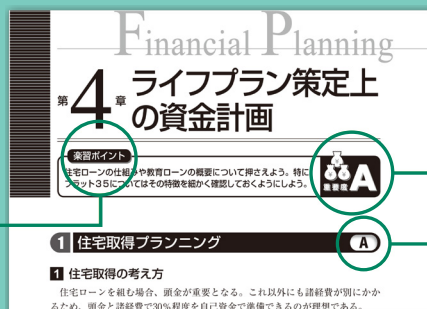 Financial Planning
第4章 ライフプラン策定上
の資金計画
楽習ポイント
住宅ローンの仕組みや教育ローンの概要について押さえよう。特に
フラット35についてはその特徴を細かく確認しておくようにしよう。
重要度 A
1 住宅取得プランニング A
1 住宅取得の考え方
住宅ローンを組む場合、頭金が重要となる。これ以外にも諸経費が別にかか
るため、頭金と諸経費で30%程度を自己資金で準備できるのが理想である。